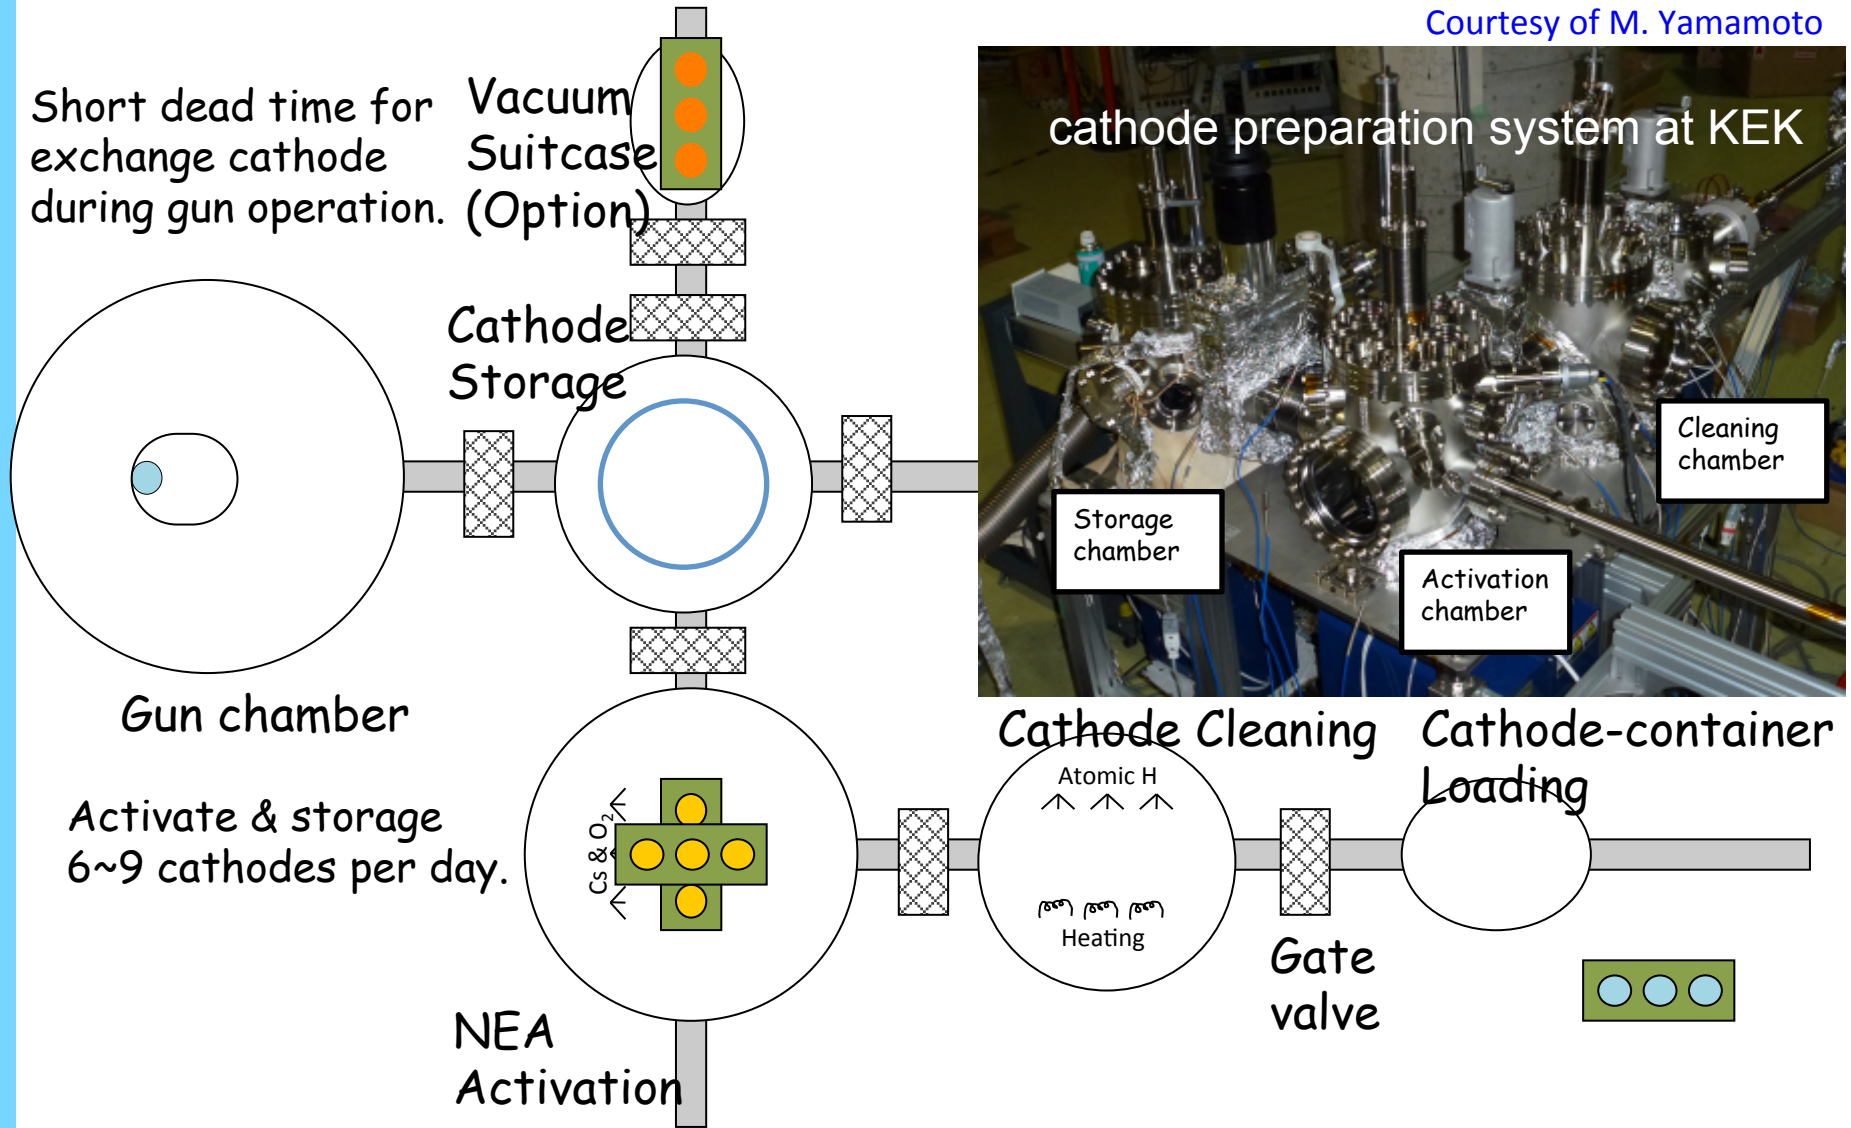 Courtesy of M. Yamamoto
Short dead time for
exchange cathode
during gun operation.
Vacuum
Suitcase
(Option)
cathode preparation system at KEK
Cathode
Storage
Cleaning
chamber
Storage
chamber
Activation
chamber
Gun chamber
Cathode Cleaning
Cathode-container
Loading
Atomic H
Activate & storage
6~9 cathodes per day.
Cs & O2
Heating
Gate
valve
NEA
Activation